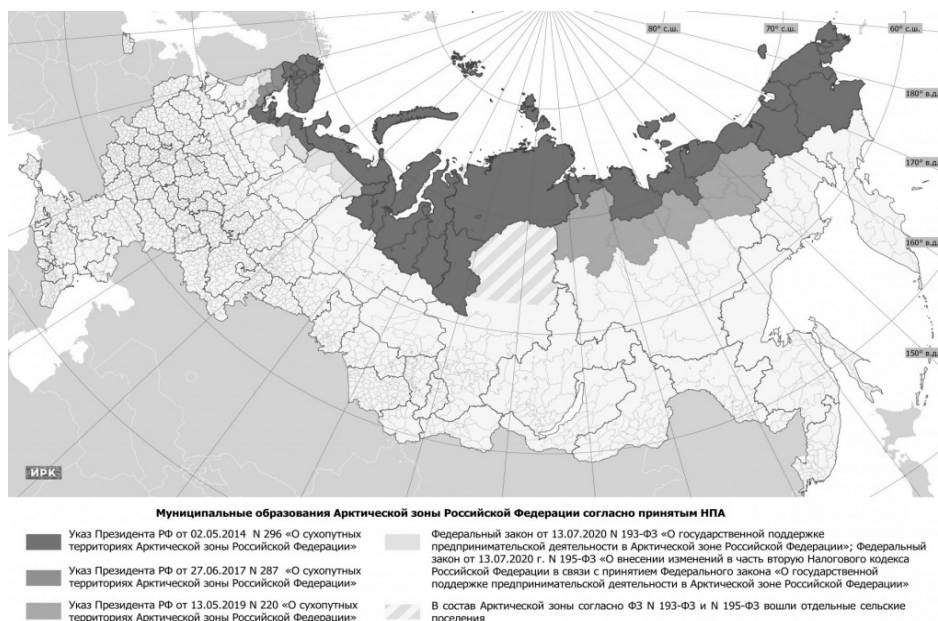 80° с.ш.
70° с.ш.
60° с.ш.
180° в.д.
170° в.д.
160° в.д.
150° в.д.
ИРК
Муниципальные образования Арктической зоны Российской Федерации согласно принятым НПА
Указ Президента РФ от 02.05.2014 N 296 «О сухопутных
территориях Арктической зоны Российской Федерации»
Указ Президента РФ от 27.06.2017 N 287 «О сухопутных
территориях Арктической зоны Российской Федерации»
Указ Президента РФ от 13.05.2019 N 220 «О сухопутных
территориях Арктической зоны Российской Федерации»
Федеральный закон от 13.07.2020 N 193-ФЗ «О государственной поддержке
предпринимательской деятельности в Арктической зоне Российской Федерации»; Федеральный
закон от 13.07.2020 г. N 195-ФЗ «О внесении изменений в часть вторую Налогового кодекса
Российской Федерации в связи с принятием Федерального закона «О государственной
поддержке предпринимательской деятельности в Арктической зоне Российской Федерации»
В состав Арктической зоны согласно ФЗ N 193-ФЗ и N 195-ФЗ вошли отдельные сельские
поселения